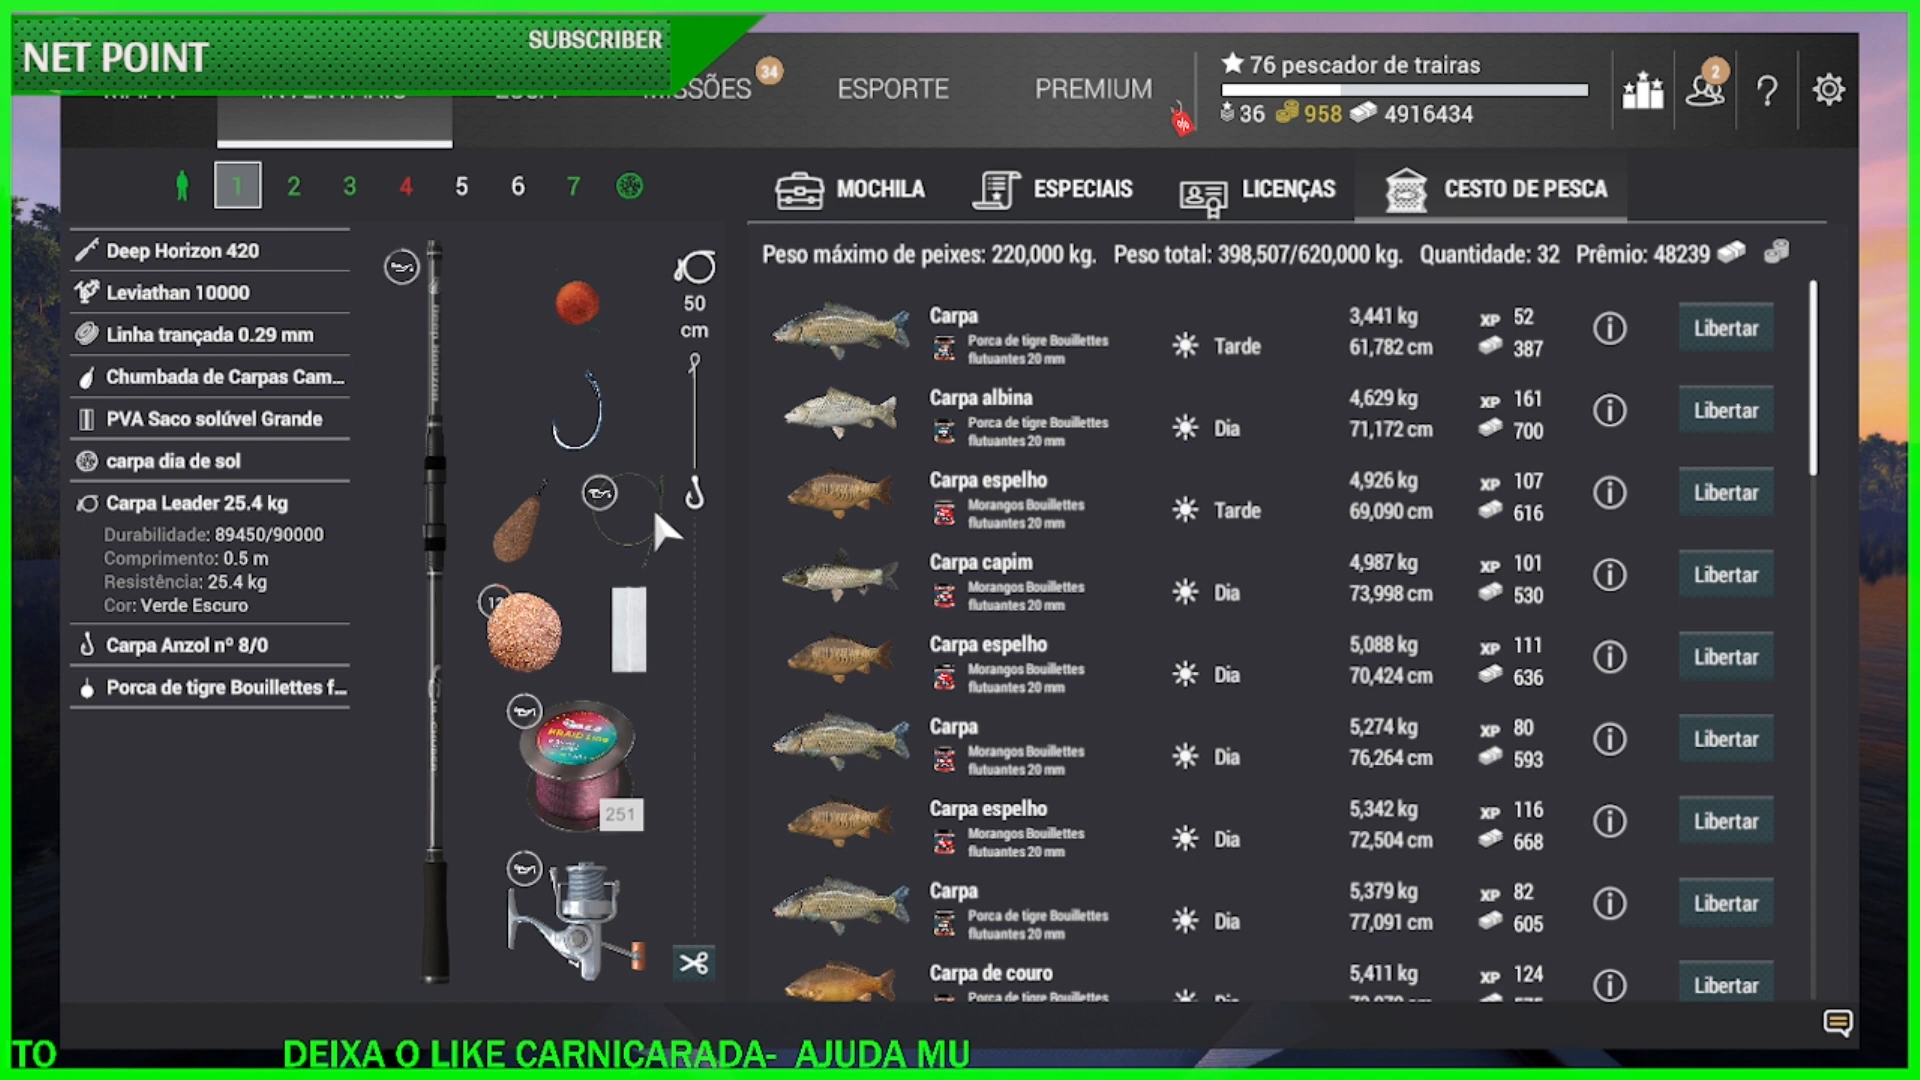 NET POINT
SUBSCRIBER
MISSÕES
34
ESPORTE
PREMIUM
76 pescador de trairas
36
958
4916434
2
?
1
2
3
4
5
6
7
MOCHILA
ESPECIAIS
LICENÇAS
CESTO DE PESCA
Deep Horizon 420
Leviathan 10000
Linha trançada 0.29 mm
Chumbada de Carpas Cam...
PVA Saco solúvel Grande
carpa dia de sol
Carpa Leader 25.4 kg
Durabilidade: 89450/90000
Comprimento: 0.5 m
Resistência: 25.4 kg
Cor: Verde Escuro
Carpa Anzol nº 8/0
Porca de tigre Bouillettes f...
50
cm
12
BRAID Line
251
Peso máximo de peixes: 220,000 kg. Peso total: 398,507/620,000 kg. Quantidade: 32 Prêmio: 48239
Carpa
Porca de tigre Bouillettes
flutuantes 20 mm
Tarde
3,441 kg
61,782 cm
XP 52
387
Libertar
Carpa albina
Porca de tigre Bouillettes
flutuantes 20 mm
Dia
4,629 kg
71,172 cm
XP 161
700
Libertar
Carpa espelho
Morangos Bouillettes
flutuantes 20 mm
Tarde
4,926 kg
69,090 cm
XP 107
616
Libertar
Carpa capim
Morangos Bouillettes
flutuantes 20 mm
Dia
4,987 kg
73,998 cm
XP 101
530
Libertar
Carpa espelho
Morangos Bouillettes
flutuantes 20 mm
Dia
5,088 kg
70,424 cm
XP 111
636
Libertar
Carpa
Morangos Bouillettes
flutuantes 20 mm
Dia
5,274 kg
76,264 cm
XP 80
593
Libertar
Carpa espelho
Morangos Bouillettes
flutuantes 20 mm
Dia
5,342 kg
72,504 cm
XP 116
668
Libertar
Carpa
Porca de tigre Bouillettes
flutuantes 20 mm
Dia
5,379 kg
77,091 cm
XP 82
605
Libertar
Carpa de couro
Porca de tigre Bouillettes
Dia
5,411 kg
XP 124
Libertar
TO DEIXA O LIKE CARNIÇARADA- AJUDA MU